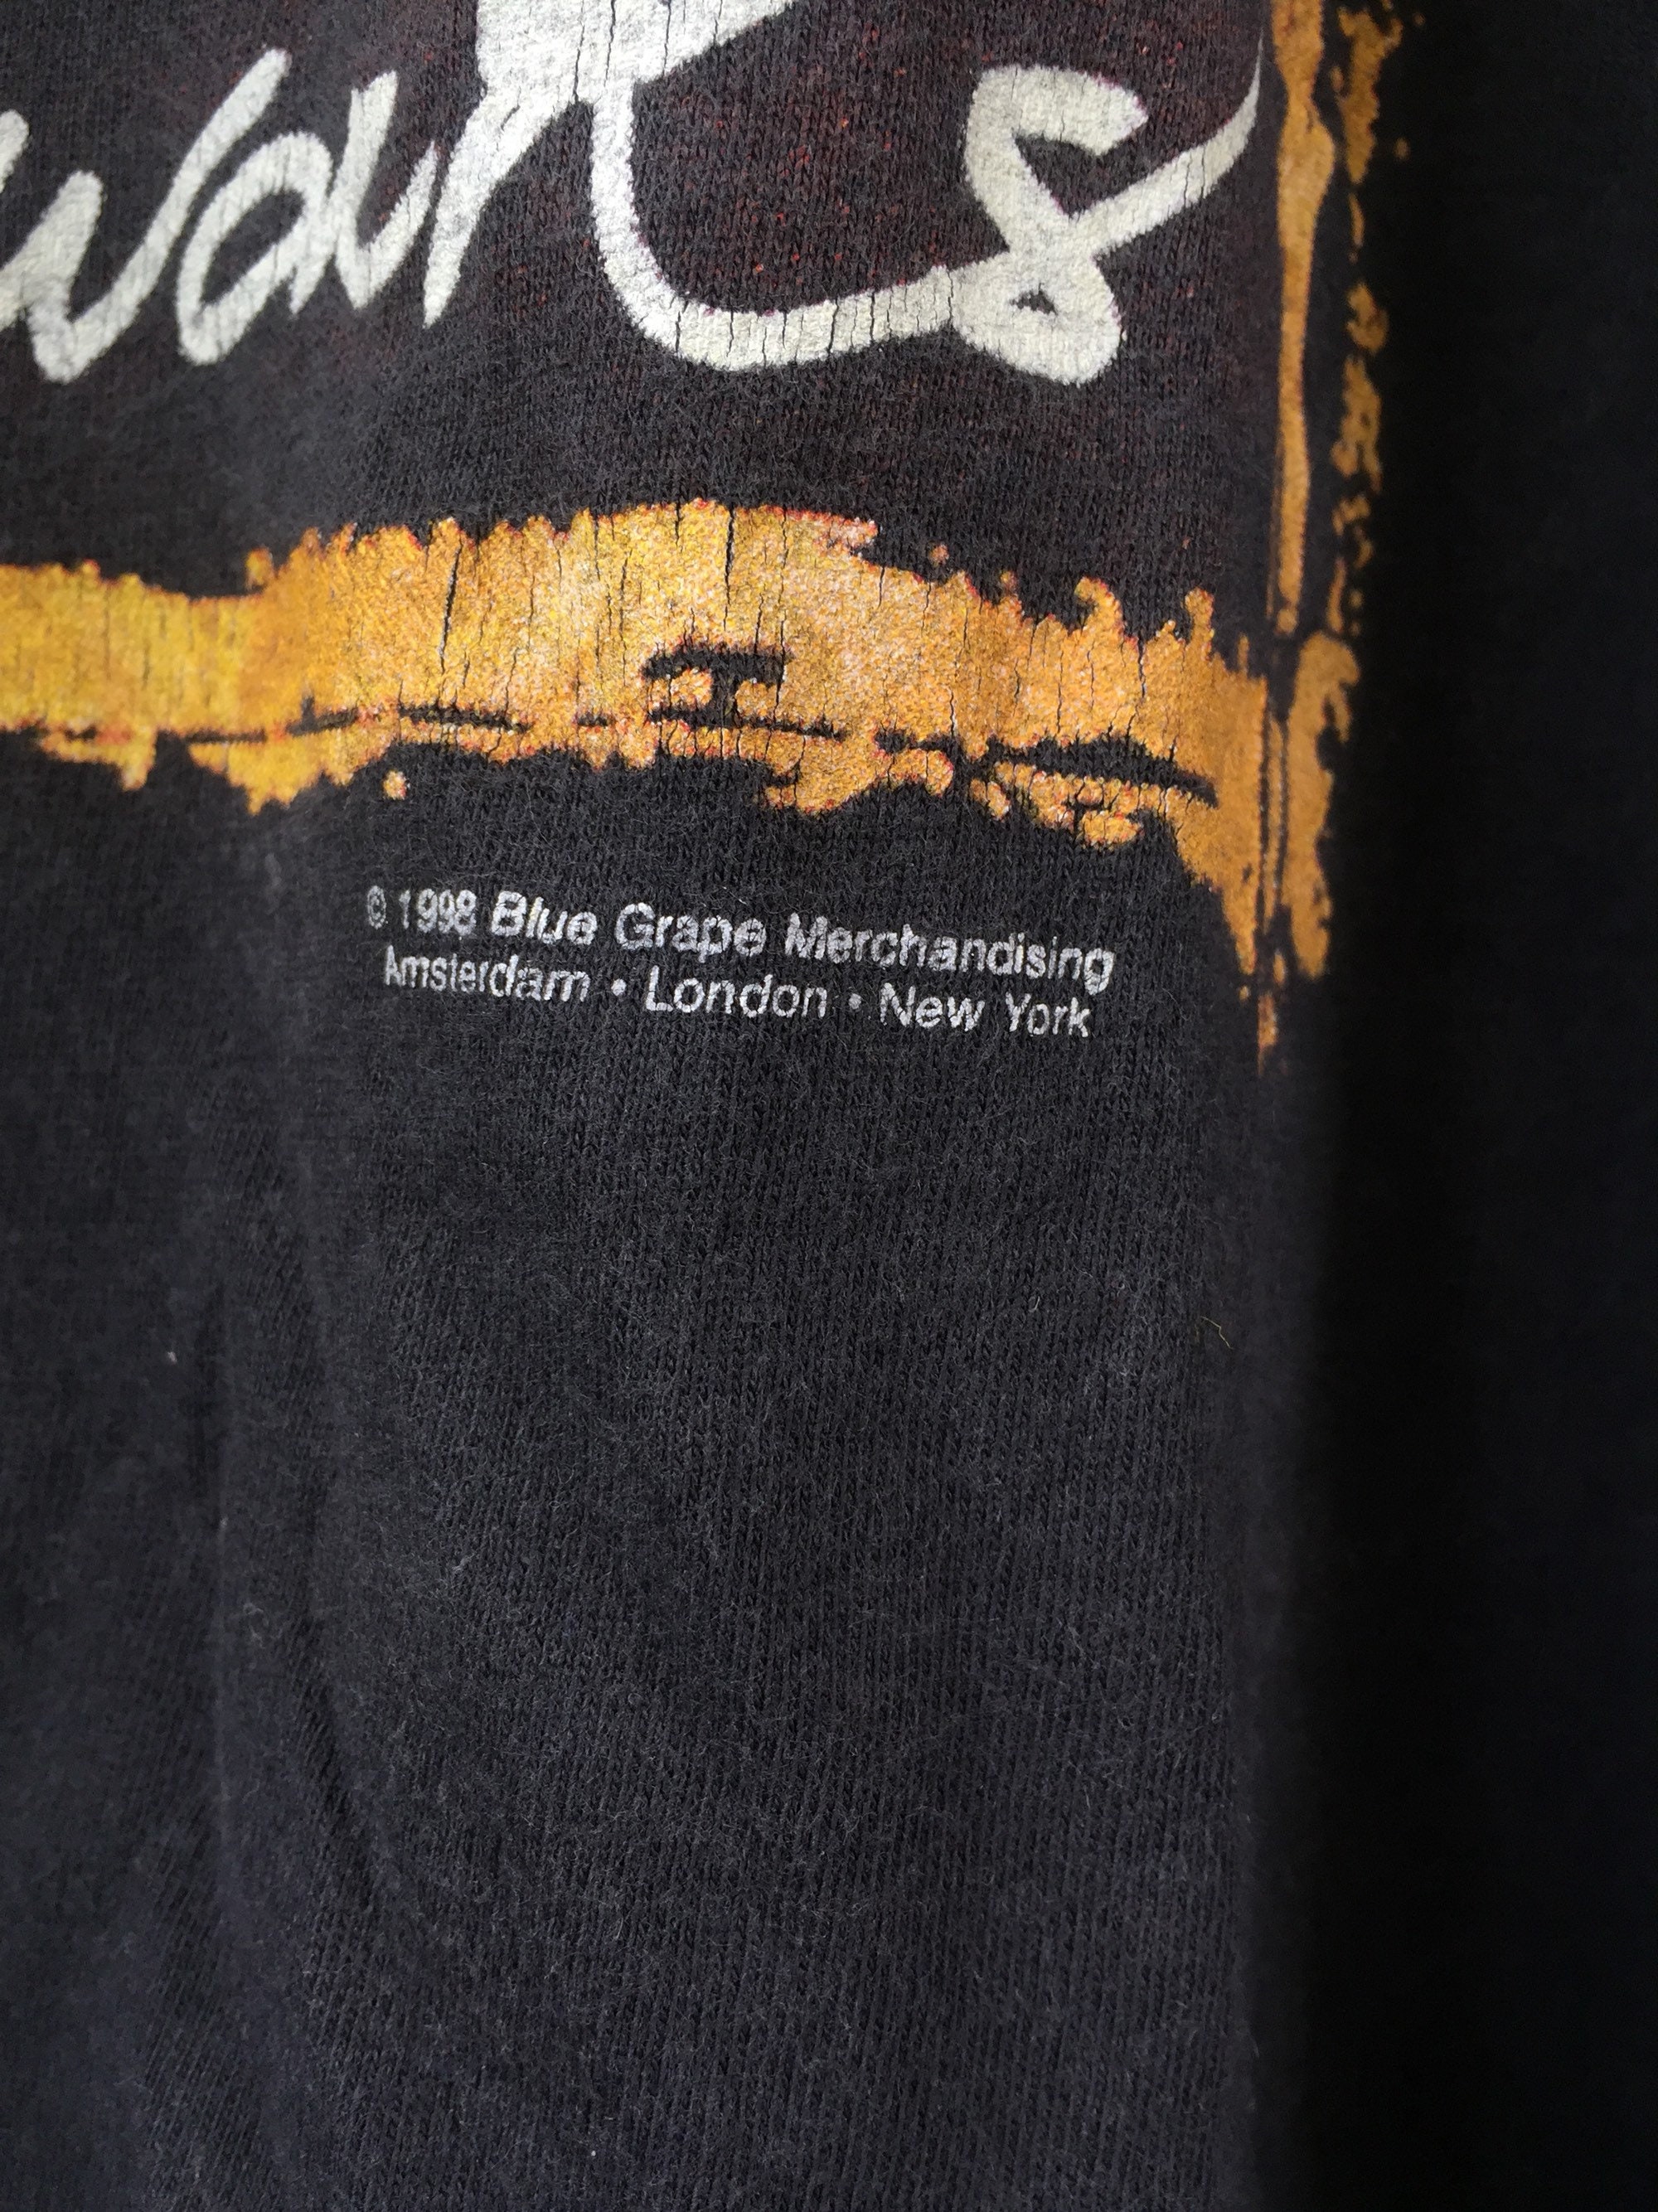 © 1998 Blue Grape Merchandising
Amsterdam • London • New York